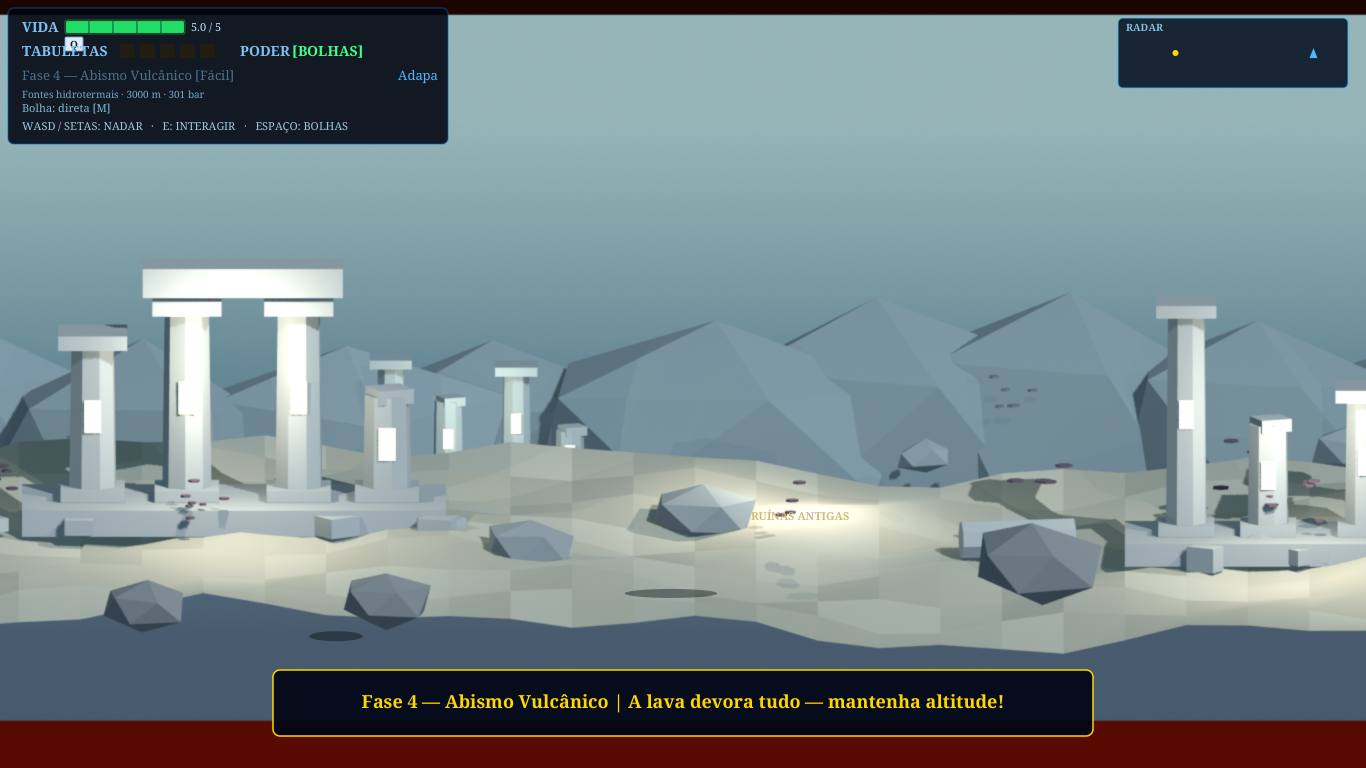 VIDA 5.0 / 5
Q
TABULETAS PODER [BOLHAS]
Fase 4 — Abismo Vulcânico [Fácil] Adapa
Fontes hidrotermais · 3000 m · 301 bar
Bolha: direta [M]
WASD / SETAS: NADAR · E: INTERAGIR · ESPAÇO: BOLHAS
RADAR
RUÍNAS ANTIGAS
Fase 4 — Abismo Vulcânico | A lava devora tudo — mantenha altitude!